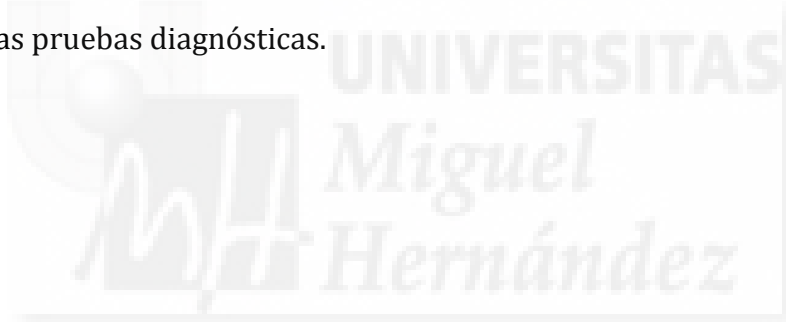 as pruebas diagnósticas.
UNIVERSITAS
Miguel
Hernández